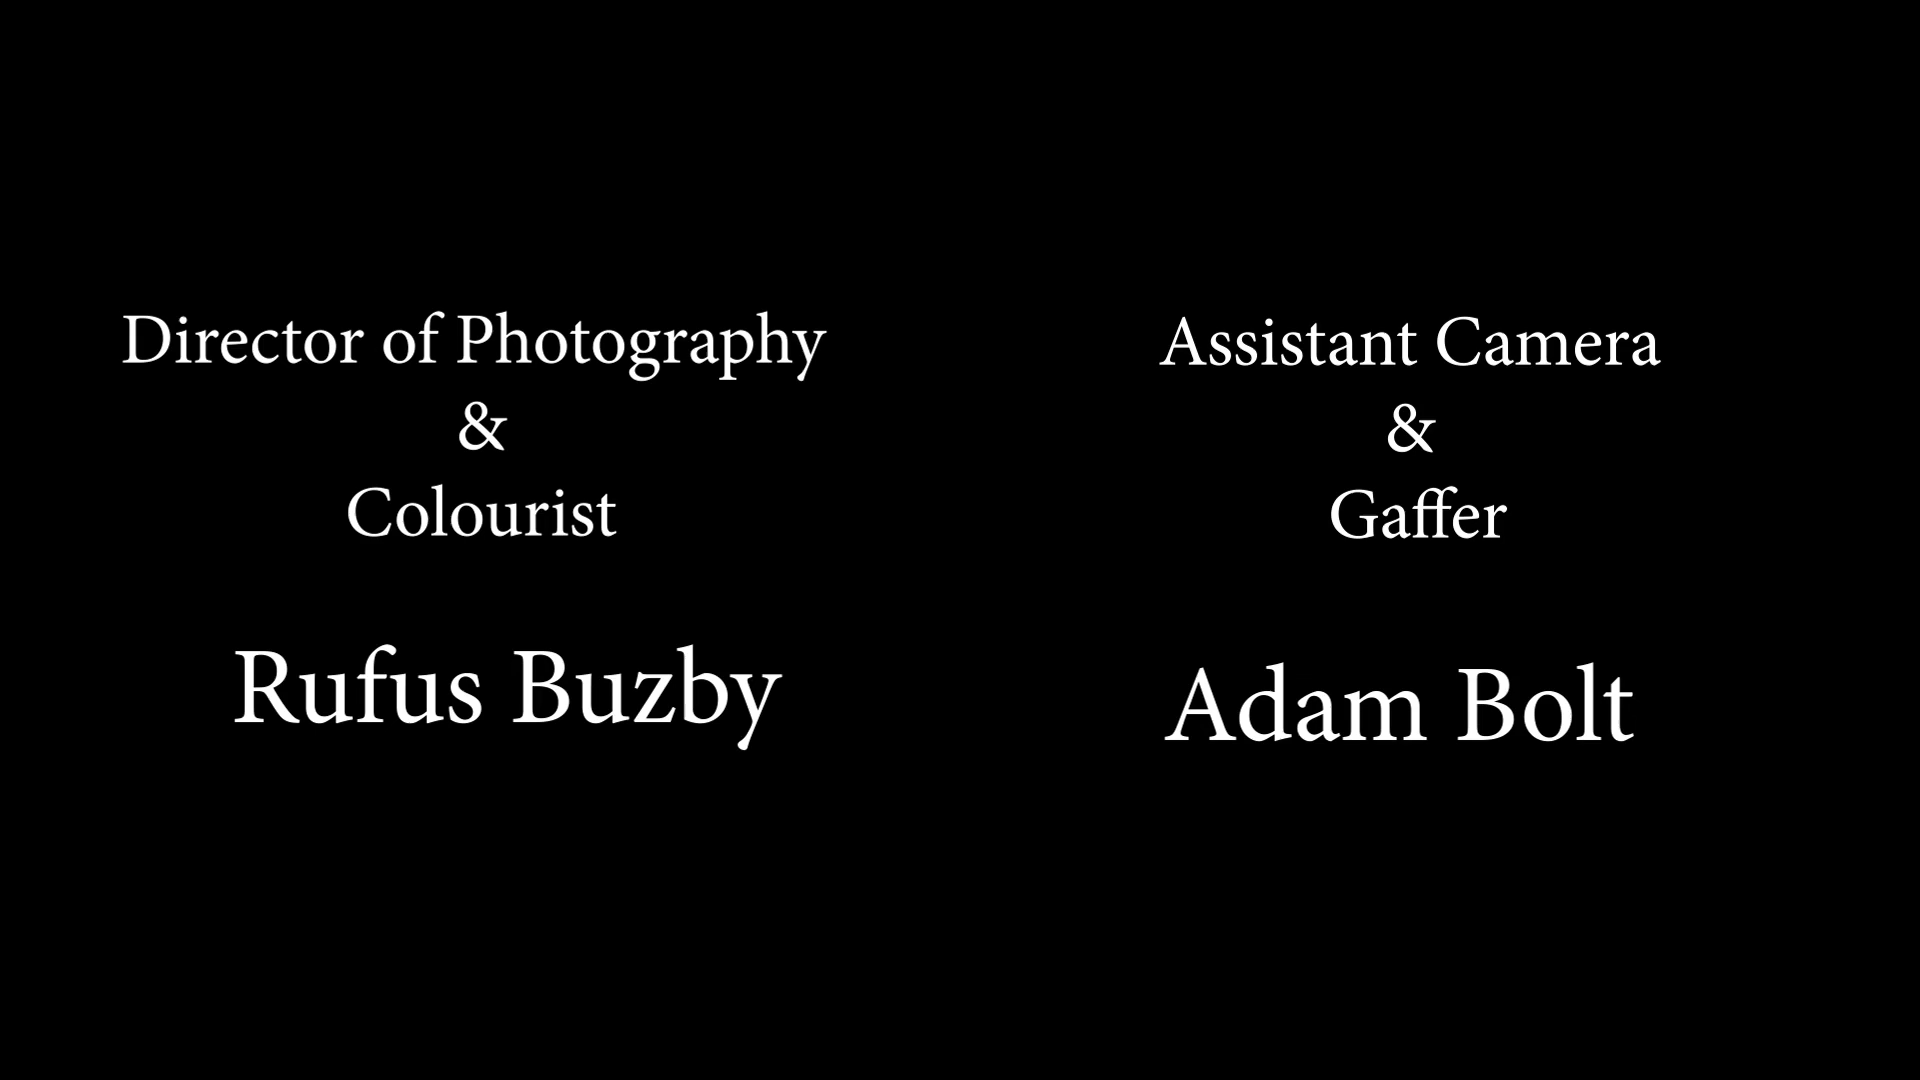 Director of Photography
&
Colourist
Rufus Buzby
Assistant Camera
&
Gaffer
Adam Bolt